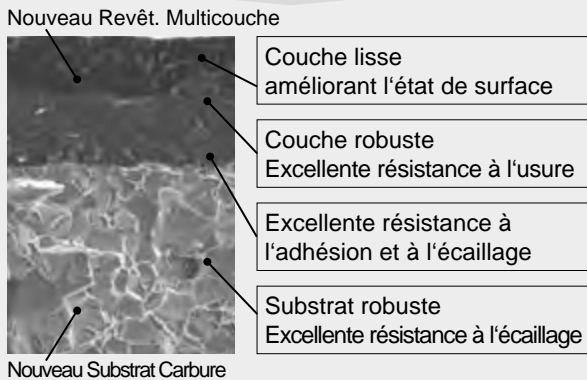 Nouveau Revêt. Multicouche
Couche lisse
améliorant l‘état de surface
Couche robuste
Excellente résistance à l‘usure
Excellente résistance à
l‘adhésion et à l‘écaillage
Substrat robuste
Excellente résistance à l‘écaillage
Nouveau Substrat Carbure